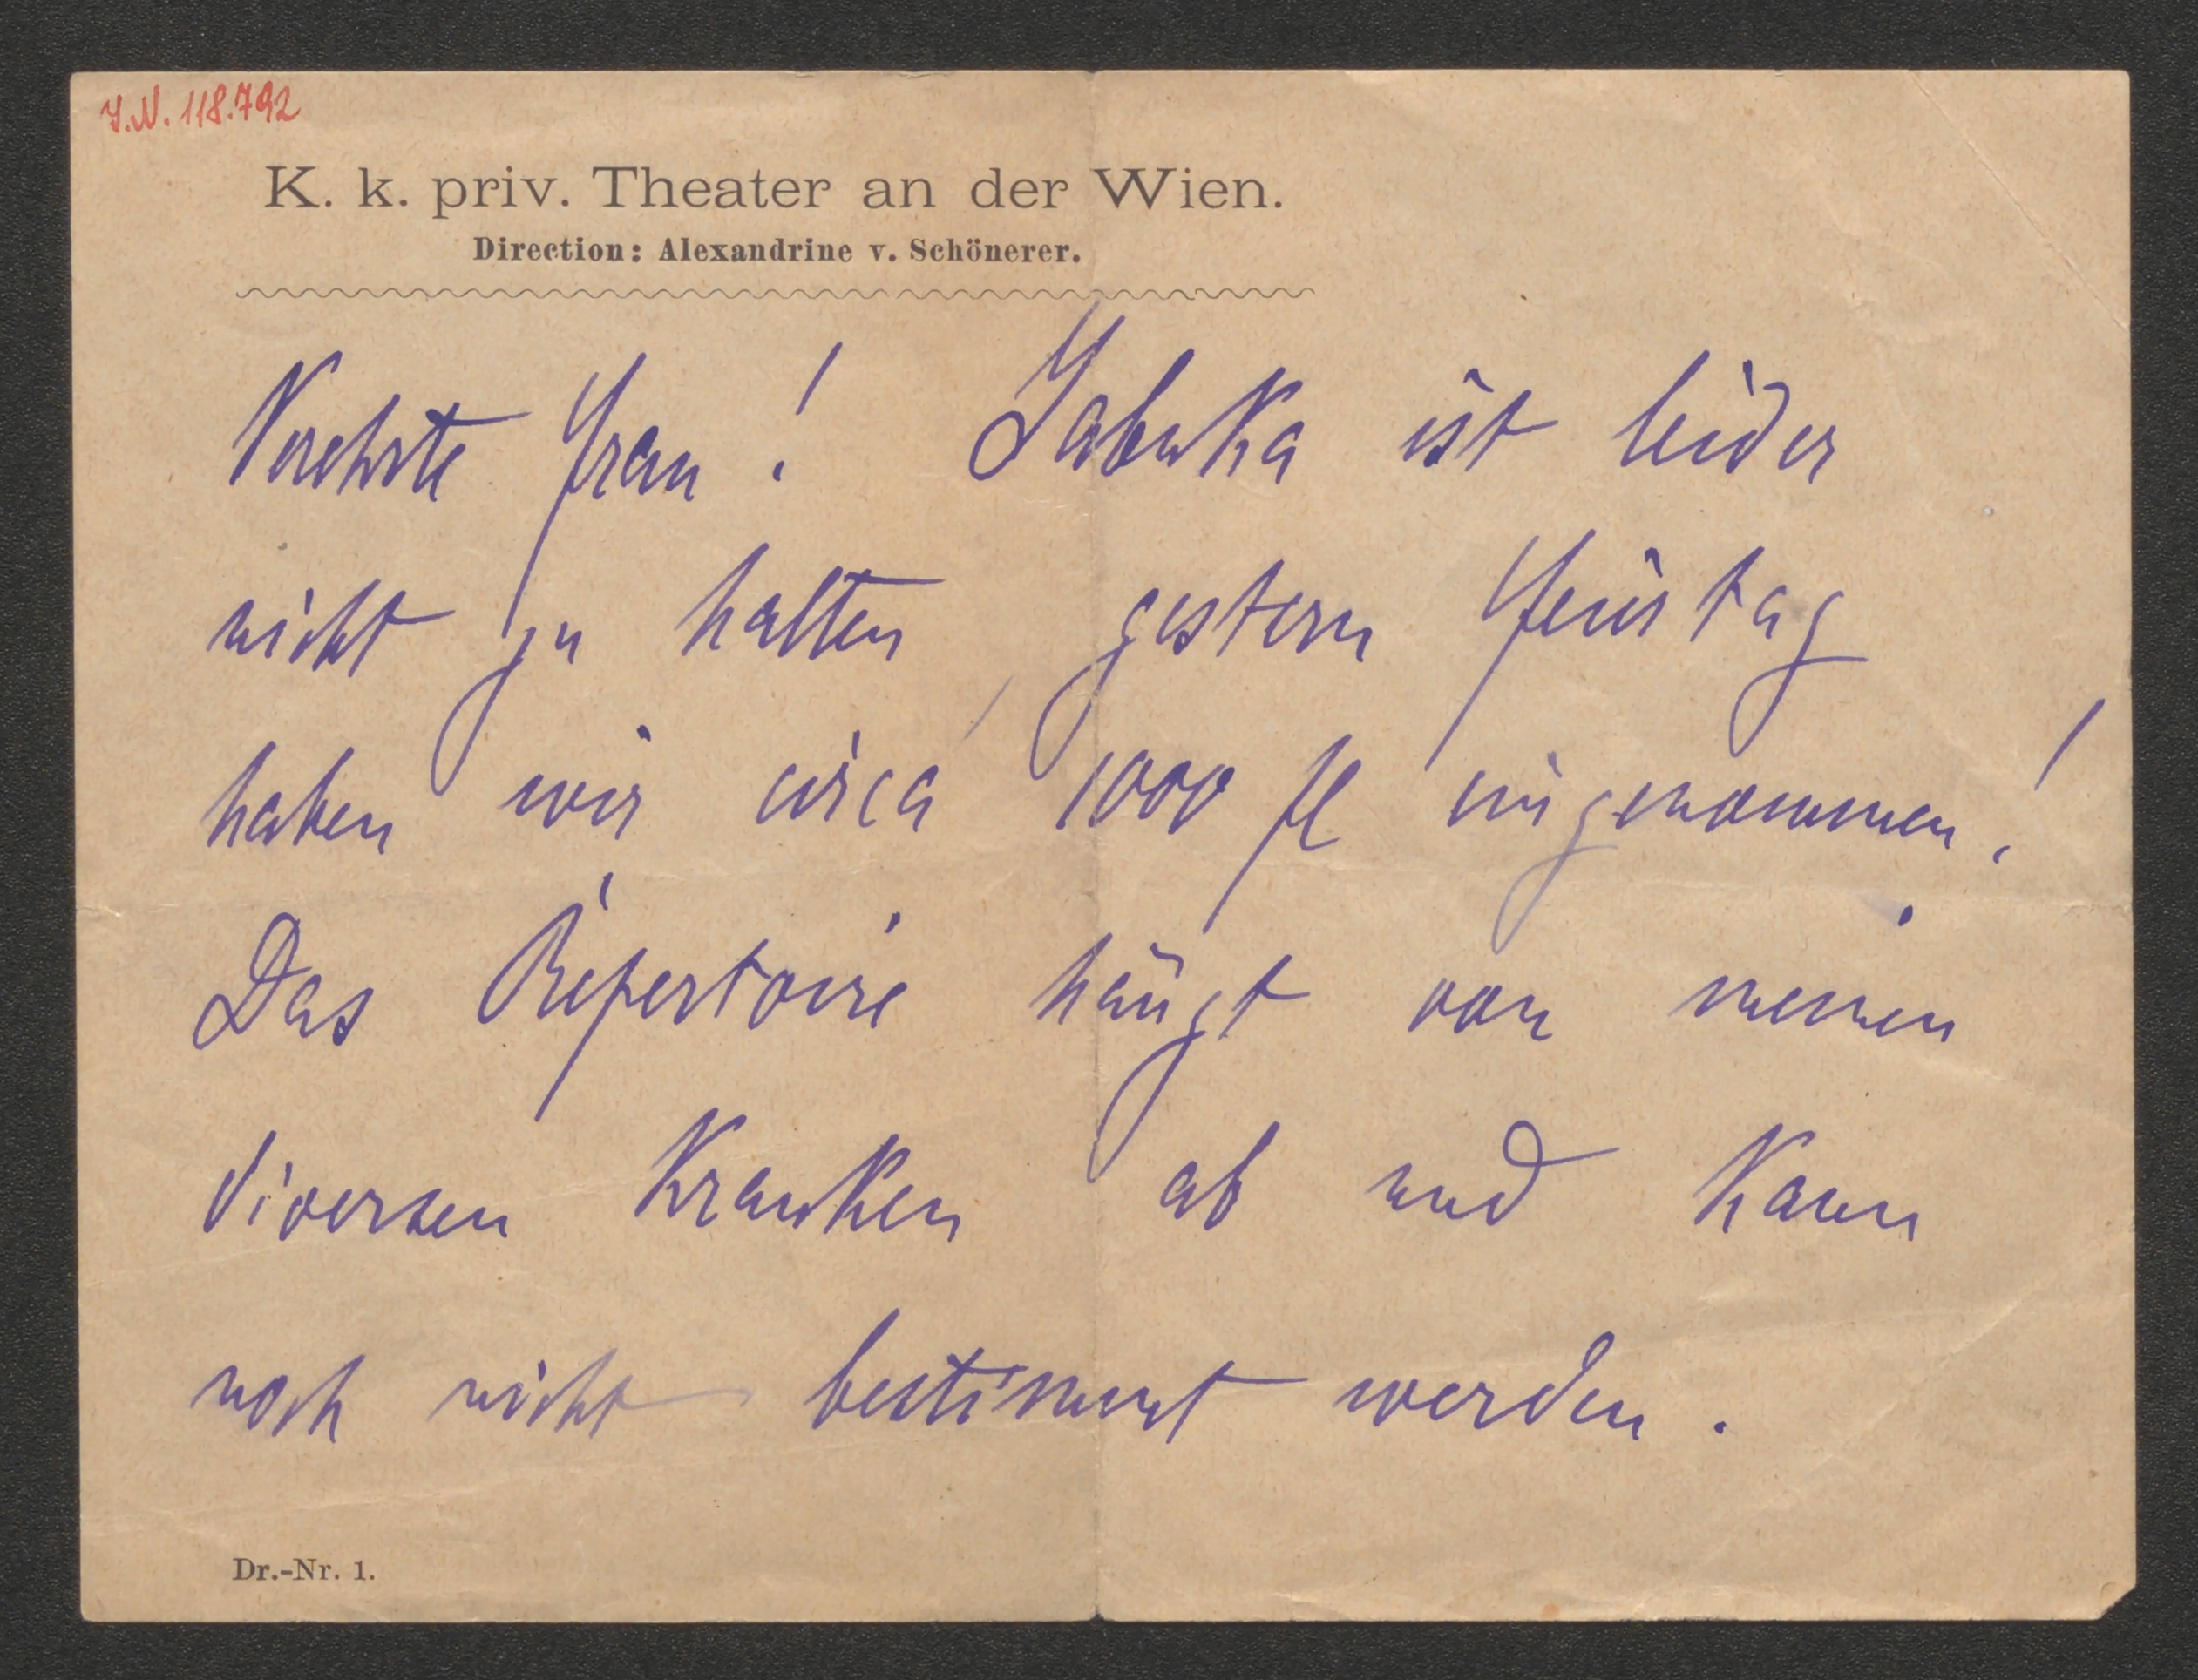 J.N. 118.792
K. k. priv. Theater an der Wien.
Direction: Alexandrine v. Schönerer.
Verehrte Frau! Jabuka ist leider
nicht zu halten, gestern Feiertag
haben wir circa 1000 fl eingenommen!
Das Repertoire hängt von meinen
diversen Kranken ab und kann
noch nicht bestimmt werden.
Dr.-Nr. 1.